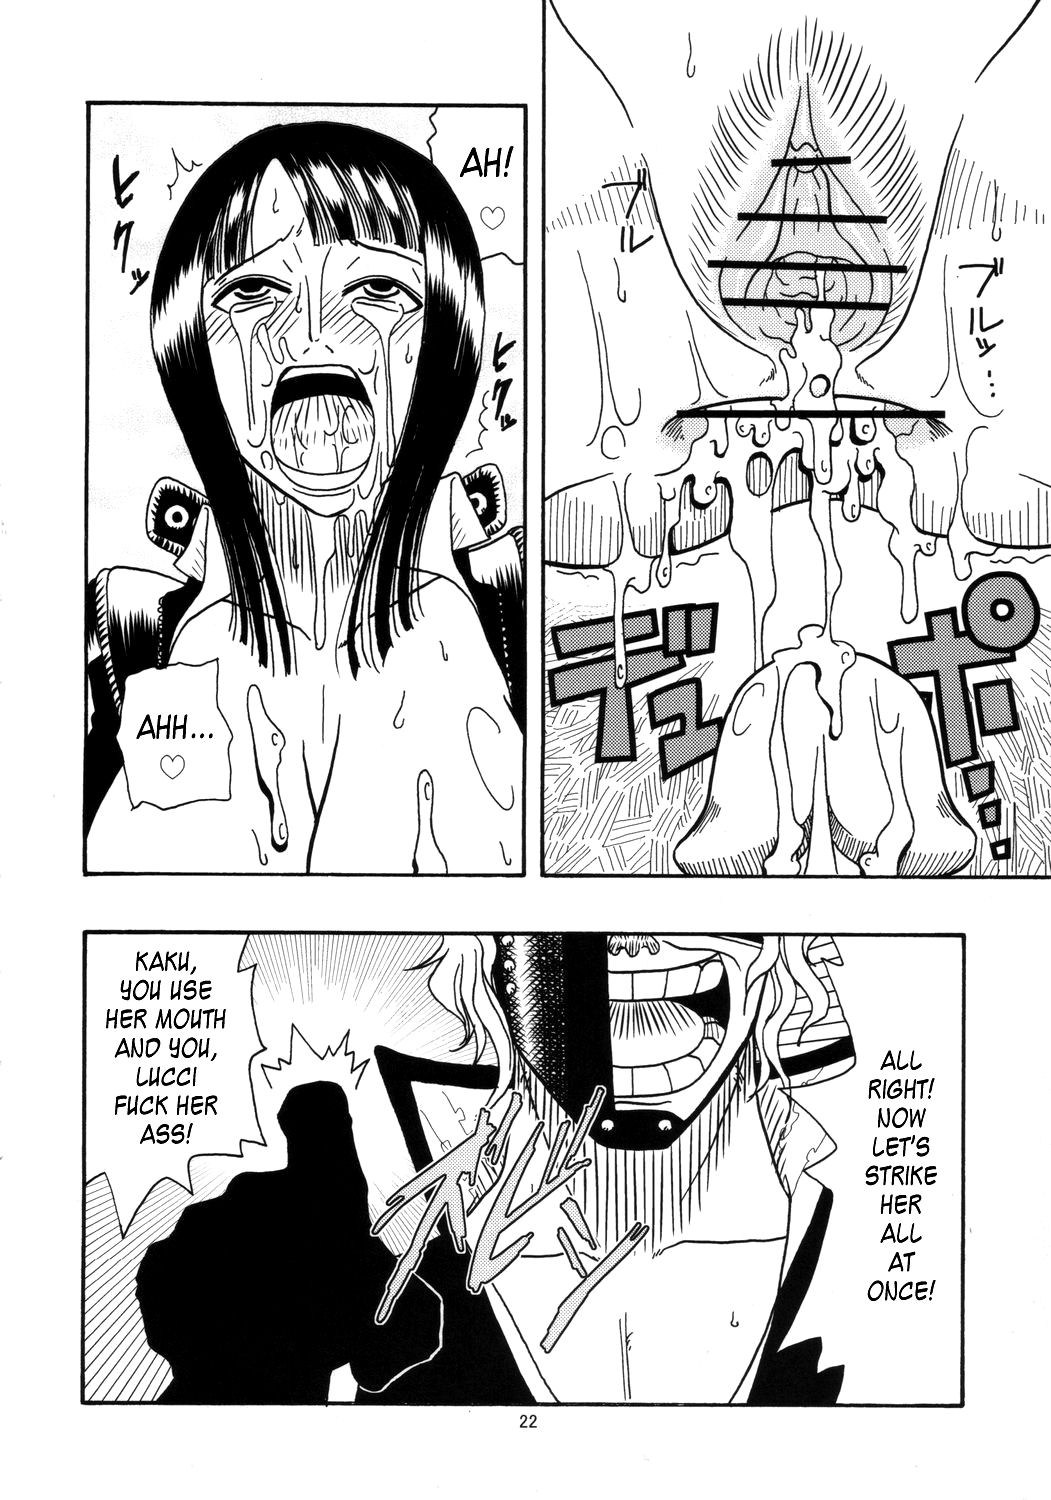 ブル
ブルッ…
デュポ…
AH! ♡
ヒクッ
ヒクッ
AHH... ♡
ALL
RIGHT!
NOW
LET'S
STRIKE
HER
ALL
AT
ONCE!
KAKU,
YOU USE
HER MOUTH
AND YOU,
LUCCI
FUCK HER
ASS!
22